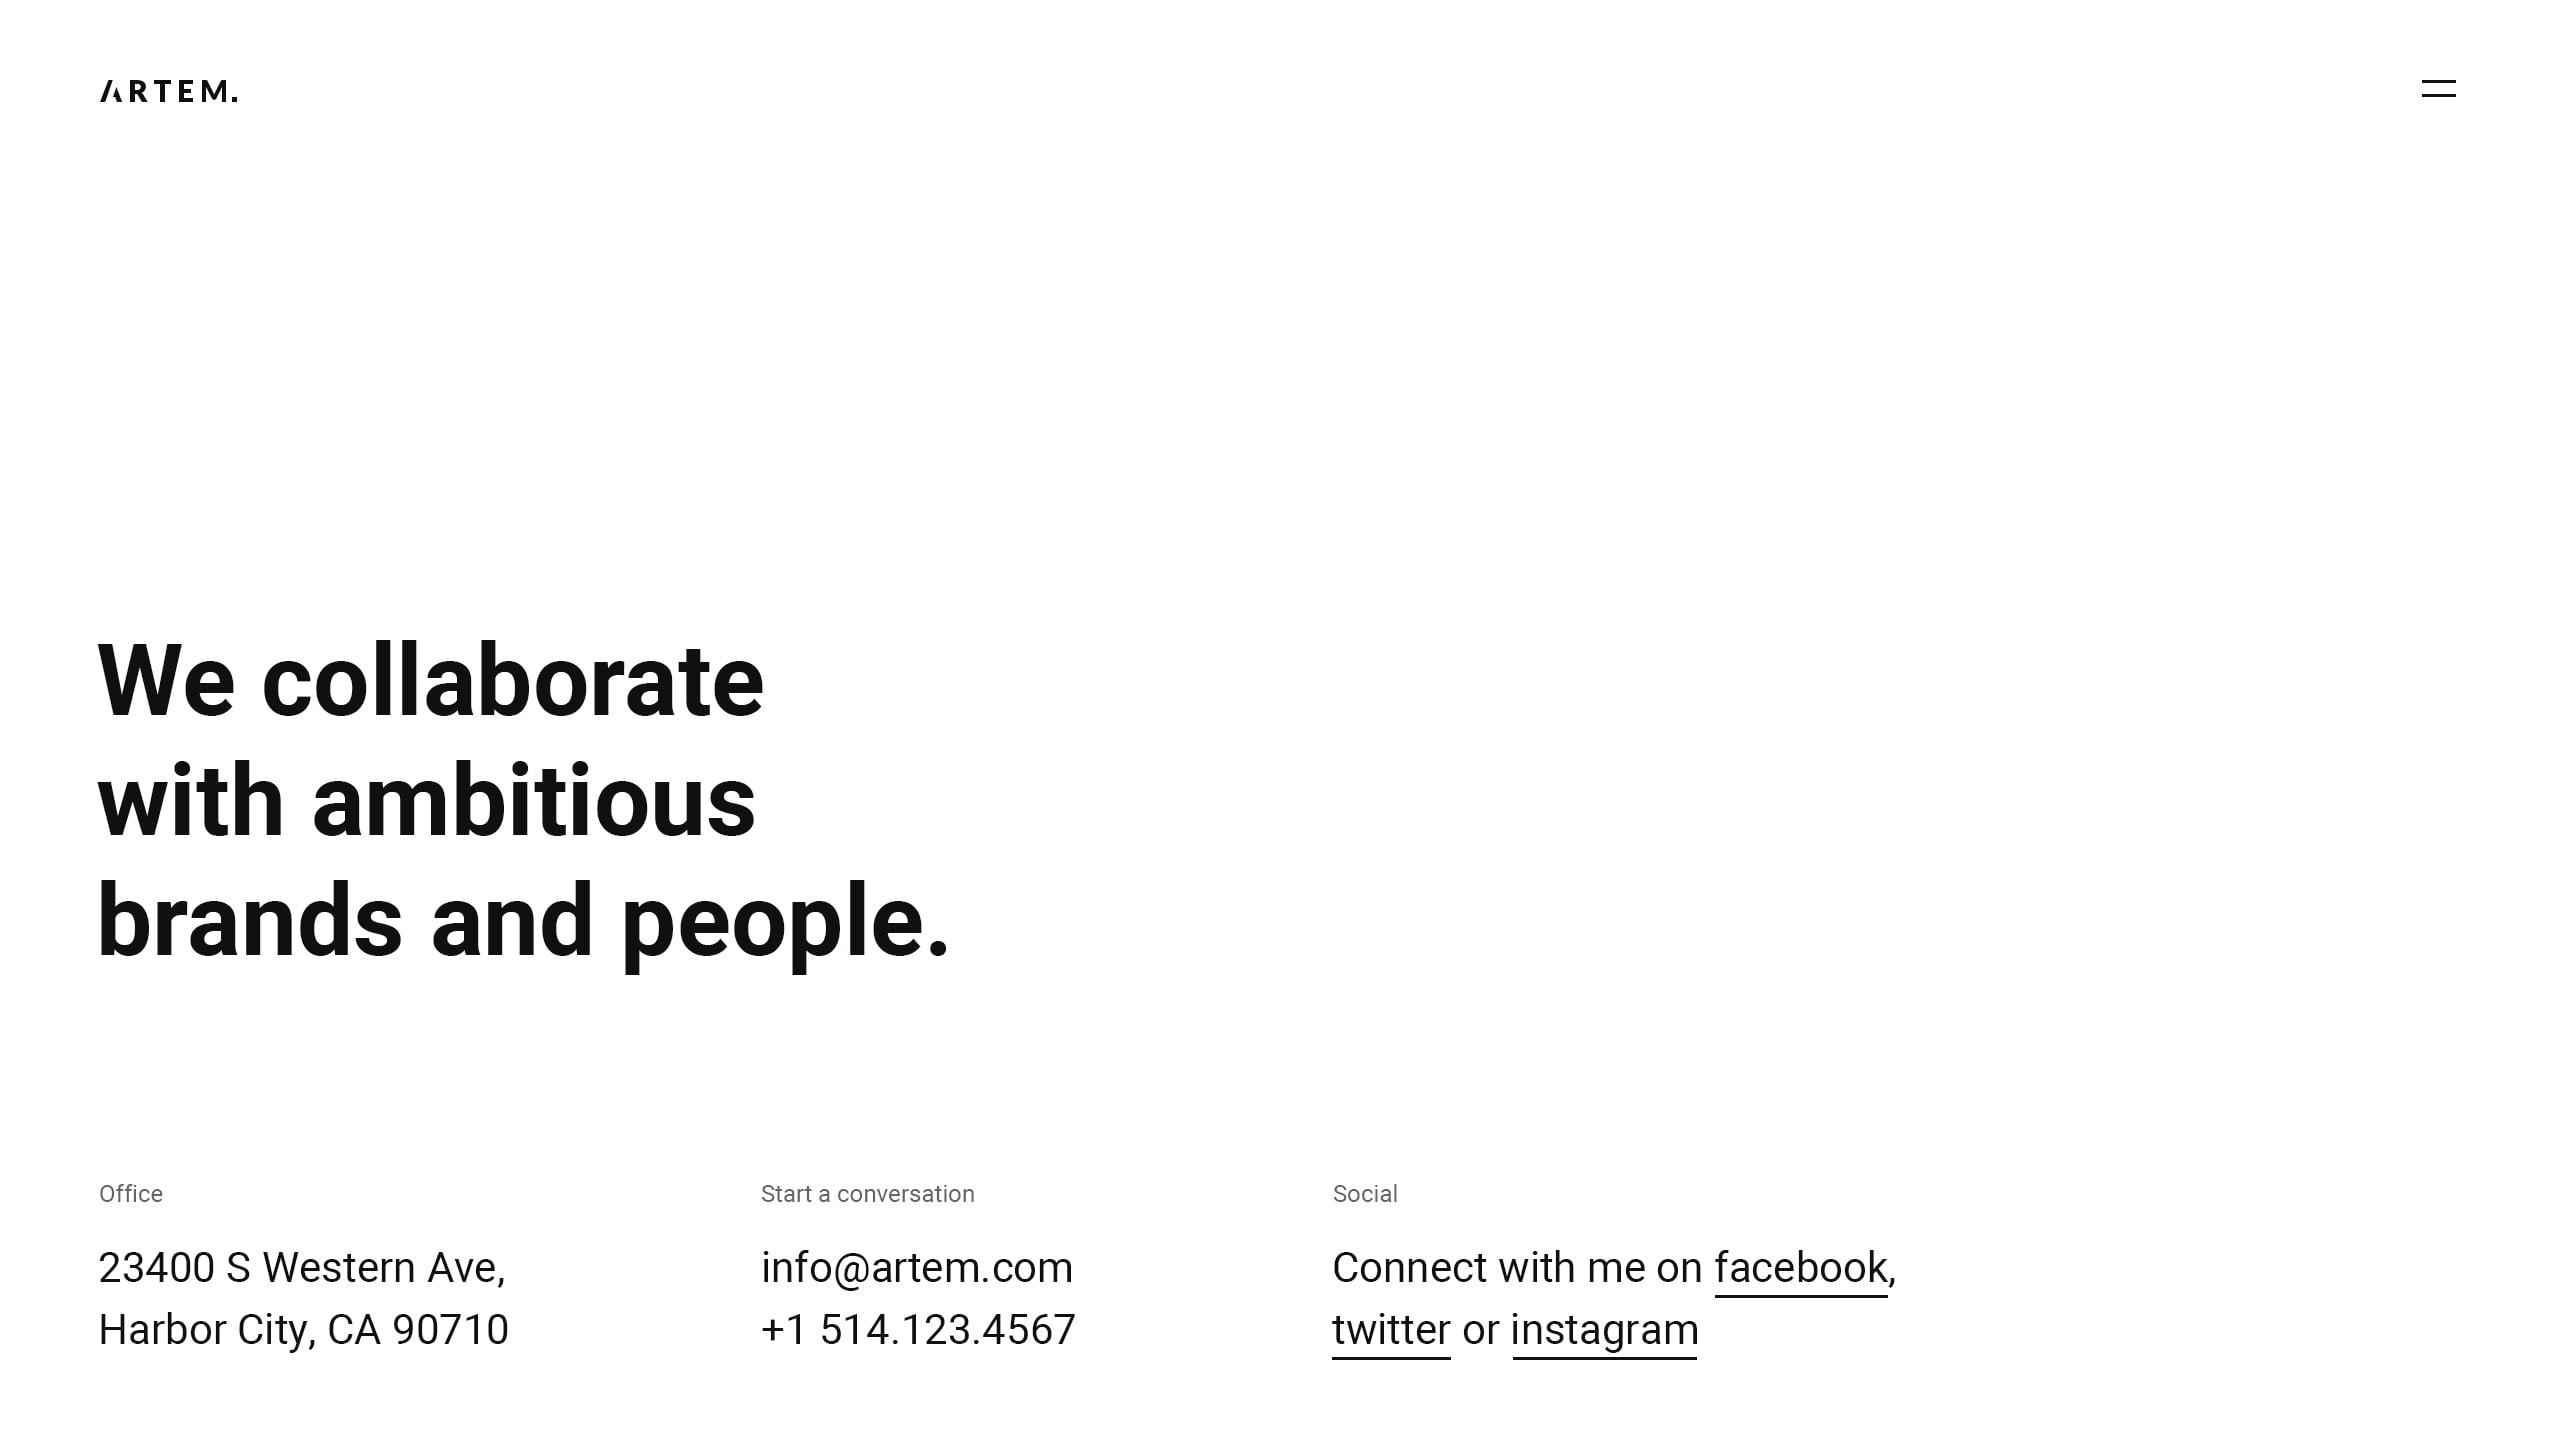 ARTEM.
We collaborate
with ambitious
brands and people.
Office
23400 S Western Ave,
Harbor City, CA 90710
Start a conversation
info@artem.com
+1 514.123.4567
Social
Connect with me on facebook,
twitter or instagram